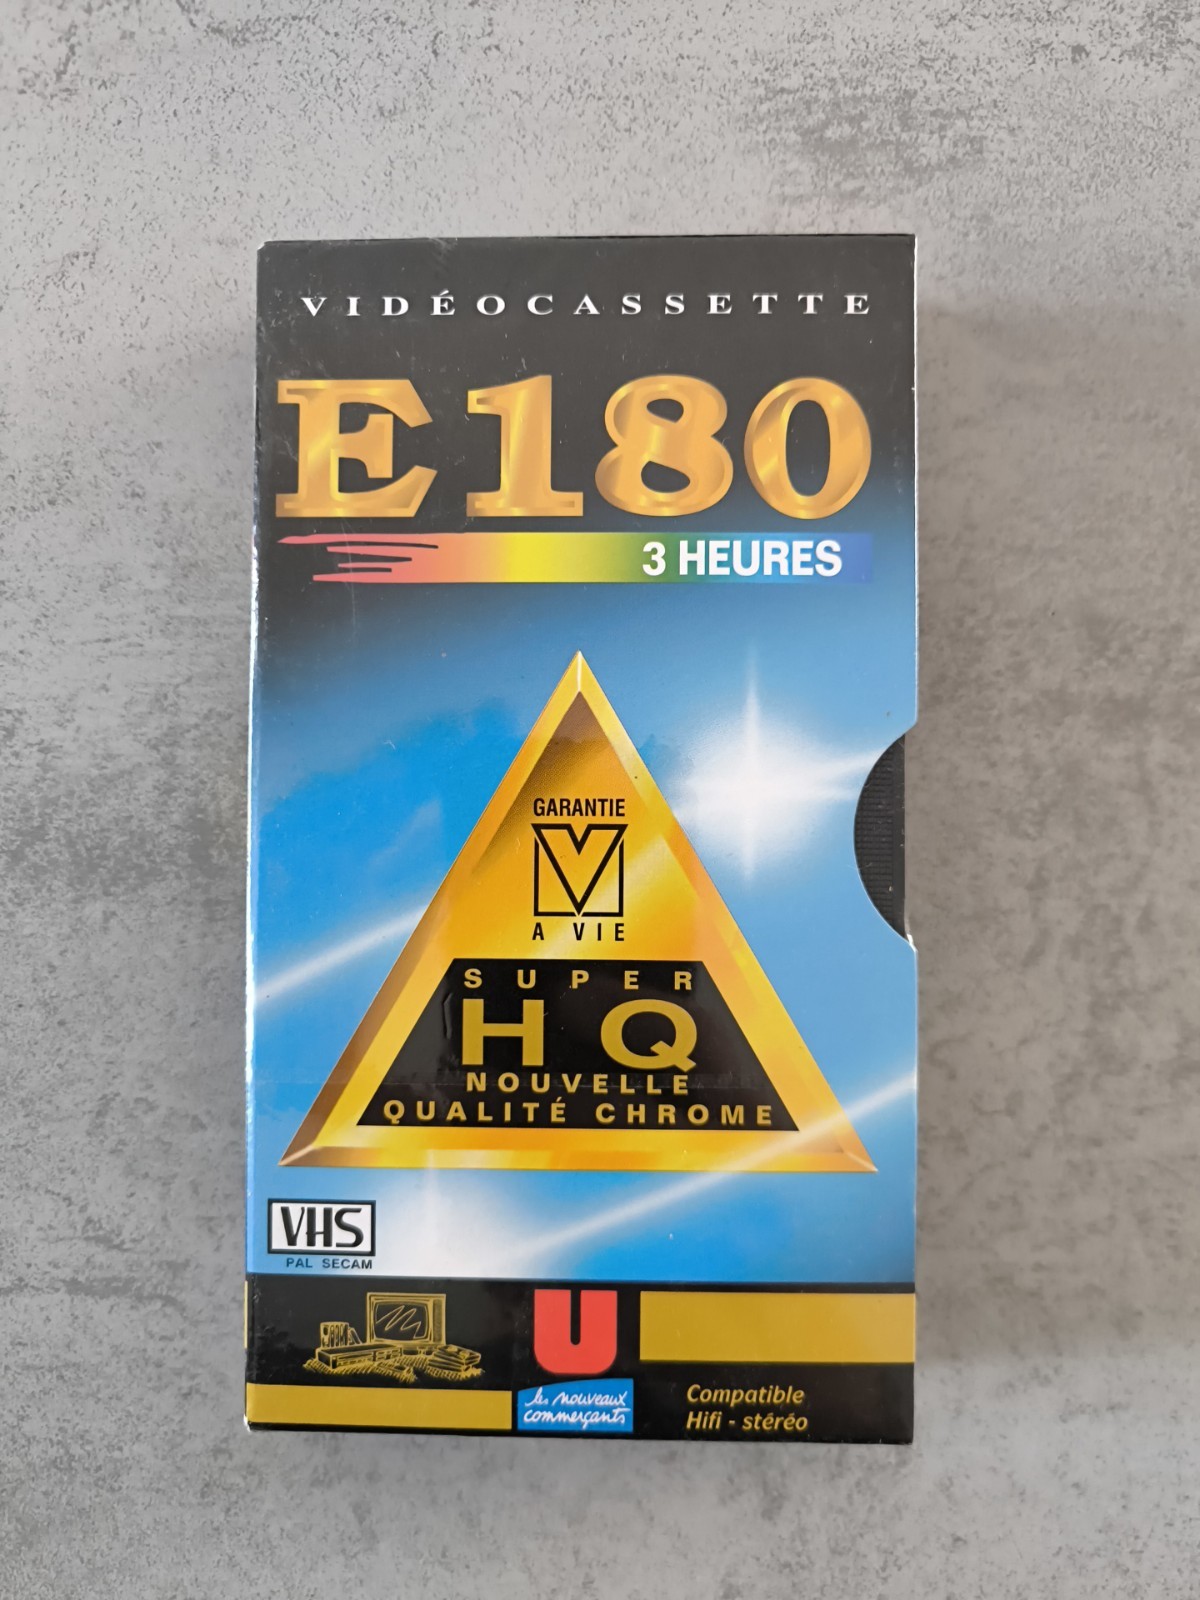 VIDÉOCASSETTE
E180
3 HEURES
GARANTIE
V
A VIE
SUPER
HQ
NOUVELLE
QUALITÉ CHROME
VHS
PAL SECAM
U
les nouveaux
commerçants
Compatible
Hifi - stéréo